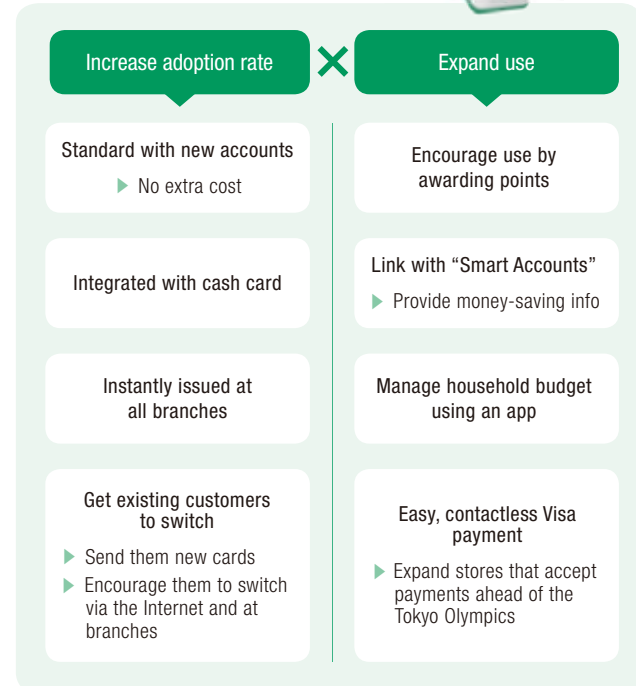 Increase adoption rate
×
Expand use
Standard with new accounts
▶ No extra cost
Integrated with cash card
Instantly issued at
all branches
Get existing customers
to switch
▶ Send them new cards
▶ Encourage them to switch
via the Internet and at
branches
Encourage use by
awarding points
Link with “Smart Accounts”
▶ Provide money-saving info
Manage household budget
using an app
Easy, contactless Visa
payment
▶ Expand stores that accept
payments ahead of the
Tokyo Olympics